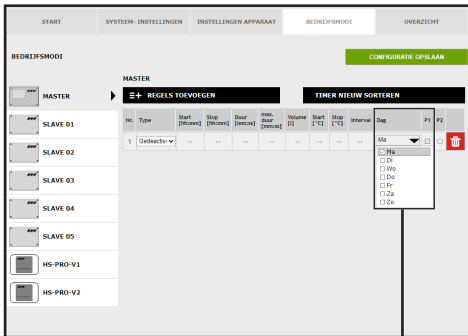 START SYSTEEM- INSTELLINGEN INSTELLINGEN APPARAAT BEDRIJFSMODI OVERZICHT
BEDRIJFSMODI
CONFIGURATIE OPSLAAN
MASTER
MASTER
REGELS TOEVOEGEN TIMER NIEUW SORTEREN
Nr. Type Start [hh:mm] Stop [hh:mm] Duur [mm:ss] max. duur [mm:ss] Volume [l] Start [°C] Stop [°C] Interval Dag P1 P2
1 Gedeactiv -- -- -- -- -- -- -- -- Ma
Ma
Di
Wo
Do
Fr
Za
Zo
SLAVE 01
SLAVE 02
SLAVE 03
SLAVE 04
SLAVE 05
HS-PRO-V1
HS-PRO-V2